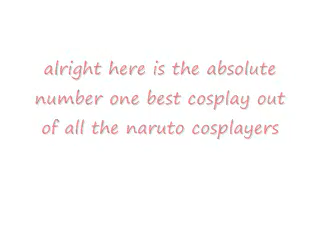 alright here is the absolute
number one best cosplay out
of all the naruto cosplayers